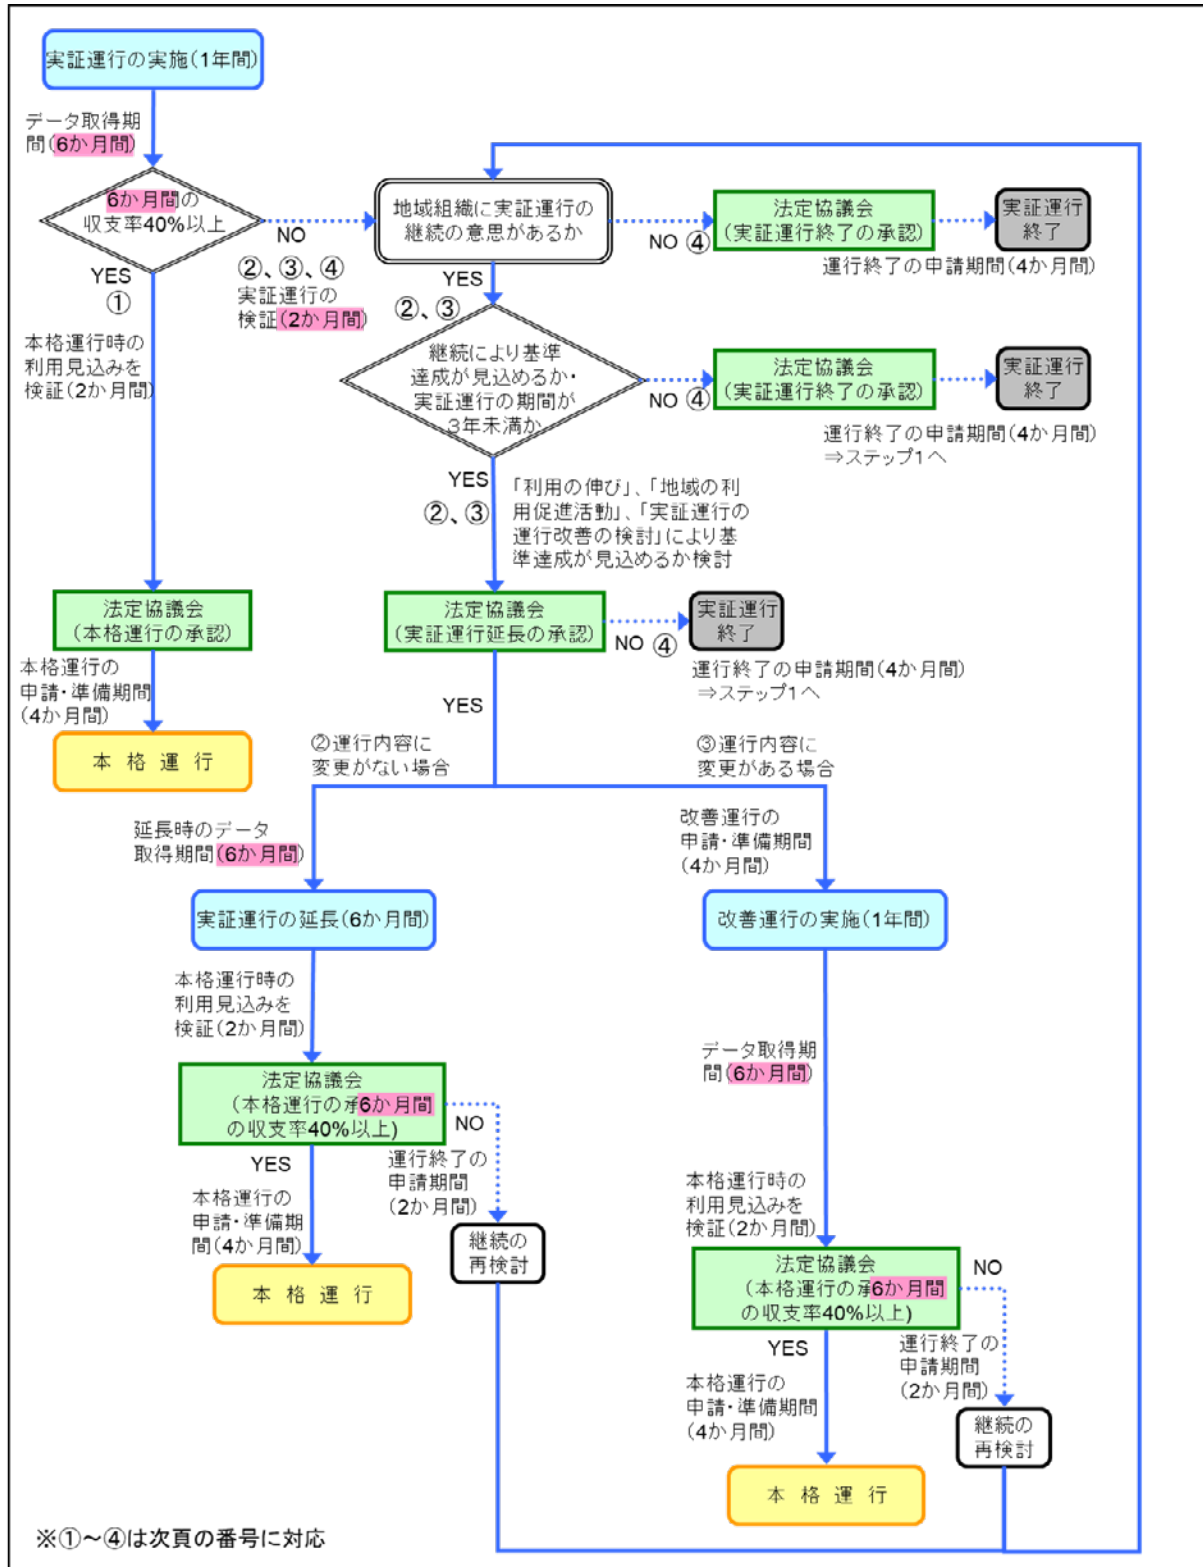 実証運行の実施(1年間)
データ取得期
間(6か月間)
6か月間の
収支率40%以上
NO
YES
①
②、③、④
実証運行の
検証(2か月間)
本格運行時の
利用見込みを
検証(2か月間)
法定協議会
(本格運行の承認)
本格運行の
申請・準備期間
(4か月間)
本格運行
地域組織に実証運行の
継続の意思があるか
NO ④
法定協議会
(実証運行終了の承認)
実証運行
終了
運行終了の申請期間(4か月間)
YES
②、③
継続により基準
達成が見込めるか・
実証運行の期間が
3年未満か
NO ④
法定協議会
(実証運行終了の承認)
実証運行
終了
運行終了の申請期間(4か月間)
⇒ステップ1へ
YES
②、③
「利用の伸び」、「地域の利
用促進活動」、「実証運行の
運行改善の検討」により基
準達成が見込めるか検討
法定協議会
(実証運行延長の承認)
NO ④
実証運行
終了
運行終了の申請期間(4か月間)
⇒ステップ1へ
YES
②運行内容に
変更がない場合
③運行内容に
変更がある場合
延長時のデータ
取得期間(6か月間)
実証運行の延長(6か月間)
本格運行時の
利用見込みを
検証(2か月間)
法定協議会
(本格運行の承6か月間
の収支率40%以上)
NO
YES
運行終了の
申請期間
(2か月間)
本格運行の
申請・準備期
間(4か月間)
継続の
再検討
本格運行
改善運行の
申請・準備期間
(4か月間)
改善運行の実施(1年間)
データ取得期
間(6か月間)
本格運行時の
利用見込みを
検証(2か月間)
法定協議会
(本格運行の承6か月間
の収支率40%以上)
NO
YES
運行終了の
申請期間
(2か月間)
本格運行の
申請・準備期間
(4か月間)
継続の
再検討
本格運行
※①~④は次頁の番号に対応